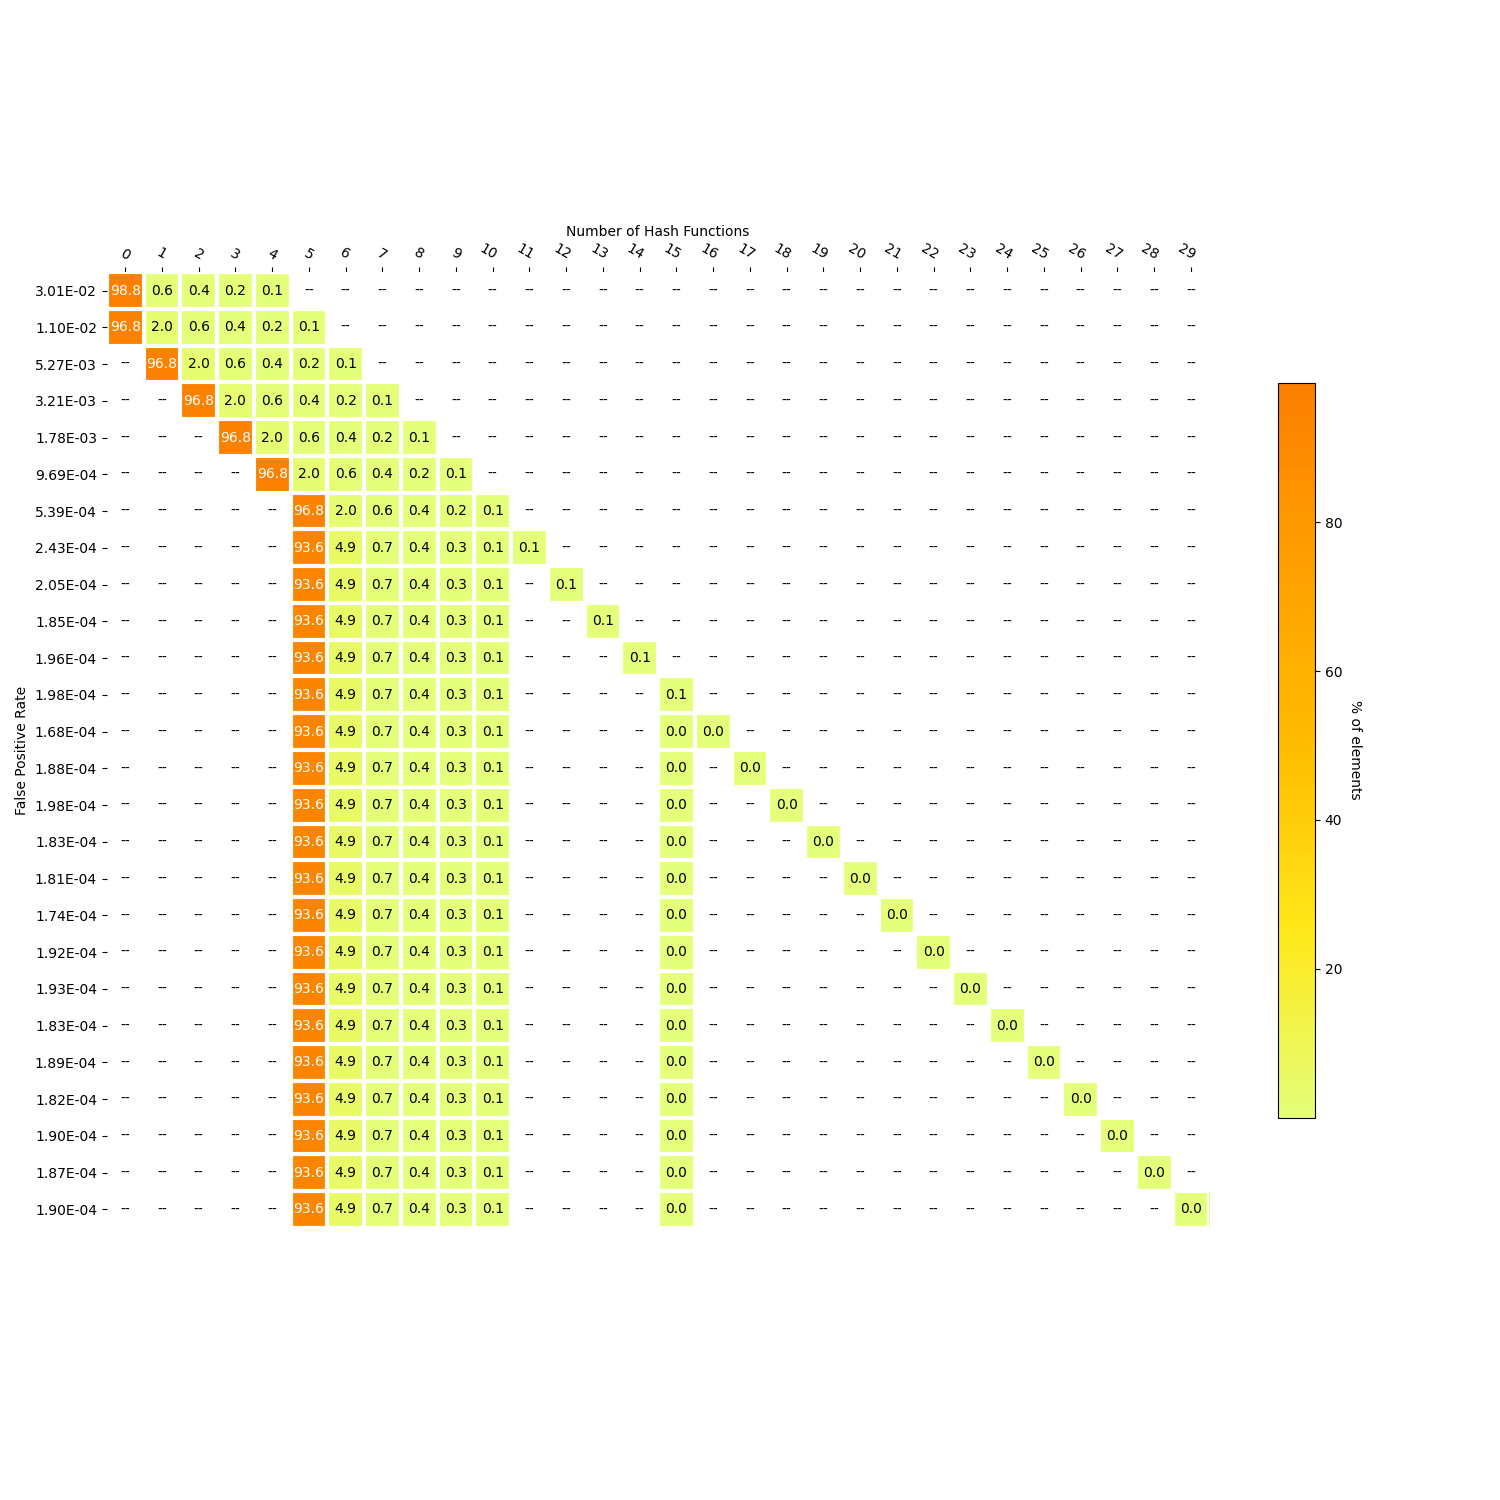 Number of Hash Functions
0 1 2 3 4 5 6 7 8 9 10 11 12 13 14 15 16 17 18 19 20 21 22 23 24 25 26 27 28 29
3.01E-02 98.8 0.6 0.4 0.2 0.1 -- -- -- -- -- -- -- -- -- -- -- -- -- -- -- -- -- -- -- -- -- -- -- -- --
1.10E-02 96.8 2.0 0.6 0.4 0.2 0.1 -- -- -- -- -- -- -- -- -- -- -- -- -- -- -- -- -- -- -- -- -- -- -- --
5.27E-03 -- 96.8 2.0 0.6 0.4 0.2 0.1 -- -- -- -- -- -- -- -- -- -- -- -- -- -- -- -- -- -- -- -- -- -- --
3.21E-03 -- -- 96.8 2.0 0.6 0.4 0.2 0.1 -- -- -- -- -- -- -- -- -- -- -- -- -- -- -- -- -- -- -- -- -- --
1.78E-03 -- -- -- 96.8 2.0 0.6 0.4 0.2 0.1 -- -- -- -- -- -- -- -- -- -- -- -- -- -- -- -- -- -- -- -- --
9.69E-04 -- -- -- -- 96.8 2.0 0.6 0.4 0.2 0.1 -- -- -- -- -- -- -- -- -- -- -- -- -- -- -- -- -- -- -- --
5.39E-04 -- -- -- -- -- 96.8 2.0 0.6 0.4 0.2 0.1 -- -- -- -- -- -- -- -- -- -- -- -- -- -- -- -- -- -- --
2.43E-04 -- -- -- -- -- 93.6 4.9 0.7 0.4 0.3 0.1 0.1 -- -- -- -- -- -- -- -- -- -- -- -- -- -- -- -- -- --
2.05E-04 -- -- -- -- -- 93.6 4.9 0.7 0.4 0.3 0.1 -- 0.1 -- -- -- -- -- -- -- -- -- -- -- -- -- -- -- -- --
1.85E-04 -- -- -- -- -- 93.6 4.9 0.7 0.4 0.3 0.1 -- -- 0.1 -- -- -- -- -- -- -- -- -- -- -- -- -- -- -- --
1.96E-04 -- -- -- -- -- 93.6 4.9 0.7 0.4 0.3 0.1 -- -- -- 0.1 -- -- -- -- -- -- -- -- -- -- -- -- -- -- --
1.98E-04 -- -- -- -- -- 93.6 4.9 0.7 0.4 0.3 0.1 -- -- -- -- 0.1 -- -- -- -- -- -- -- -- -- -- -- -- -- --
1.68E-04 -- -- -- -- -- 93.6 4.9 0.7 0.4 0.3 0.1 -- -- -- -- 0.0 0.0 -- -- -- -- -- -- -- -- -- -- -- -- --
1.88E-04 -- -- -- -- -- 93.6 4.9 0.7 0.4 0.3 0.1 -- -- -- -- 0.0 -- 0.0 -- -- -- -- -- -- -- -- -- -- -- --
1.98E-04 -- -- -- -- -- 93.6 4.9 0.7 0.4 0.3 0.1 -- -- -- -- 0.0 -- -- 0.0 -- -- -- -- -- -- -- -- -- -- --
1.83E-04 -- -- -- -- -- 93.6 4.9 0.7 0.4 0.3 0.1 -- -- -- -- 0.0 -- -- -- 0.0 -- -- -- -- -- -- -- -- -- --
1.81E-04 -- -- -- -- -- 93.6 4.9 0.7 0.4 0.3 0.1 -- -- -- -- 0.0 -- -- -- -- 0.0 -- -- -- -- -- -- -- -- --
1.74E-04 -- -- -- -- -- 93.6 4.9 0.7 0.4 0.3 0.1 -- -- -- -- 0.0 -- -- -- -- -- 0.0 -- -- -- -- -- -- -- --
1.92E-04 -- -- -- -- -- 93.6 4.9 0.7 0.4 0.3 0.1 -- -- -- -- 0.0 -- -- -- -- -- -- 0.0 -- -- -- -- -- -- --
1.93E-04 -- -- -- -- -- 93.6 4.9 0.7 0.4 0.3 0.1 -- -- -- -- 0.0 -- -- -- -- -- -- -- 0.0 -- -- -- -- -- --
1.83E-04 -- -- -- -- -- 93.6 4.9 0.7 0.4 0.3 0.1 -- -- -- -- 0.0 -- -- -- -- -- -- -- -- 0.0 -- -- -- -- --
1.89E-04 -- -- -- -- -- 93.6 4.9 0.7 0.4 0.3 0.1 -- -- -- -- 0.0 -- -- -- -- -- -- -- -- -- 0.0 -- -- -- --
1.82E-04 -- -- -- -- -- 93.6 4.9 0.7 0.4 0.3 0.1 -- -- -- -- 0.0 -- -- -- -- -- -- -- -- -- -- 0.0 -- -- --
1.90E-04 -- -- -- -- -- 93.6 4.9 0.7 0.4 0.3 0.1 -- -- -- -- 0.0 -- -- -- -- -- -- -- -- -- -- -- 0.0 -- --
1.87E-04 -- -- -- -- -- 93.6 4.9 0.7 0.4 0.3 0.1 -- -- -- -- 0.0 -- -- -- -- -- -- -- -- -- -- -- -- 0.0 --
1.90E-04 -- -- -- -- -- 93.6 4.9 0.7 0.4 0.3 0.1 -- -- -- -- 0.0 -- -- -- -- -- -- -- -- -- -- -- -- -- 0.0
False Positive Rate
80
60
40
20
% of elements